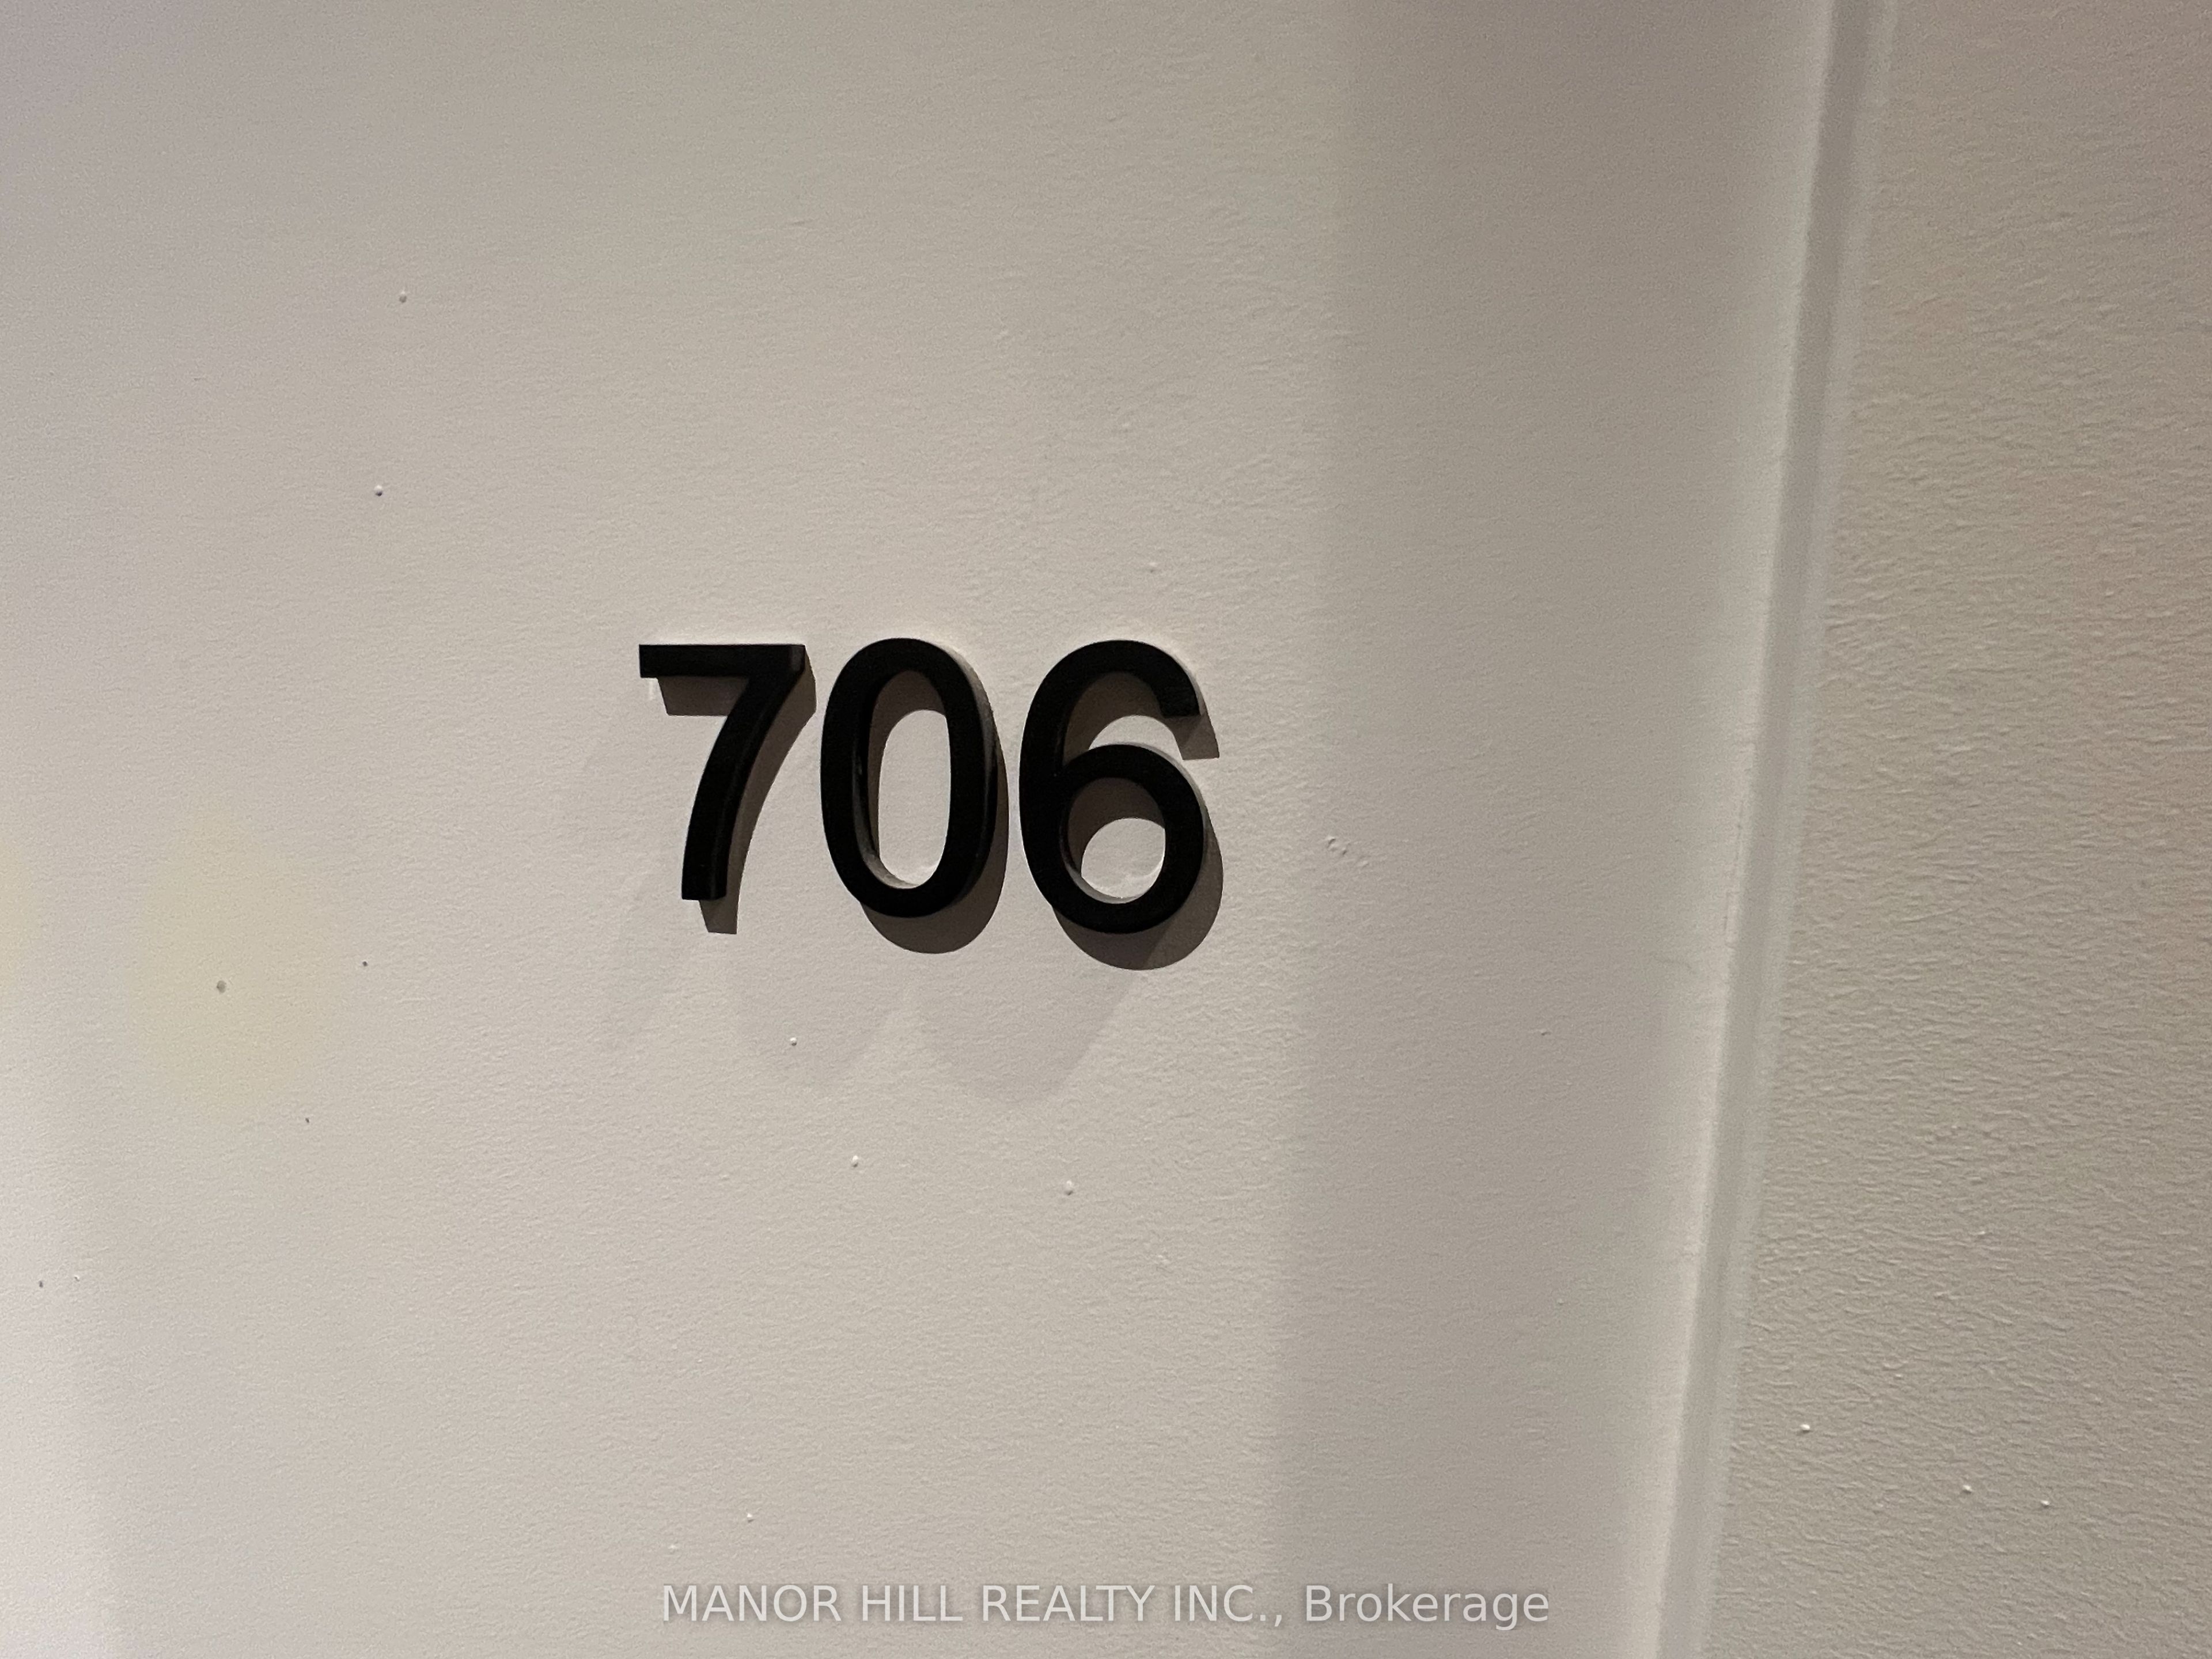 706
MANOR HILL REALTY INC., Brokerage